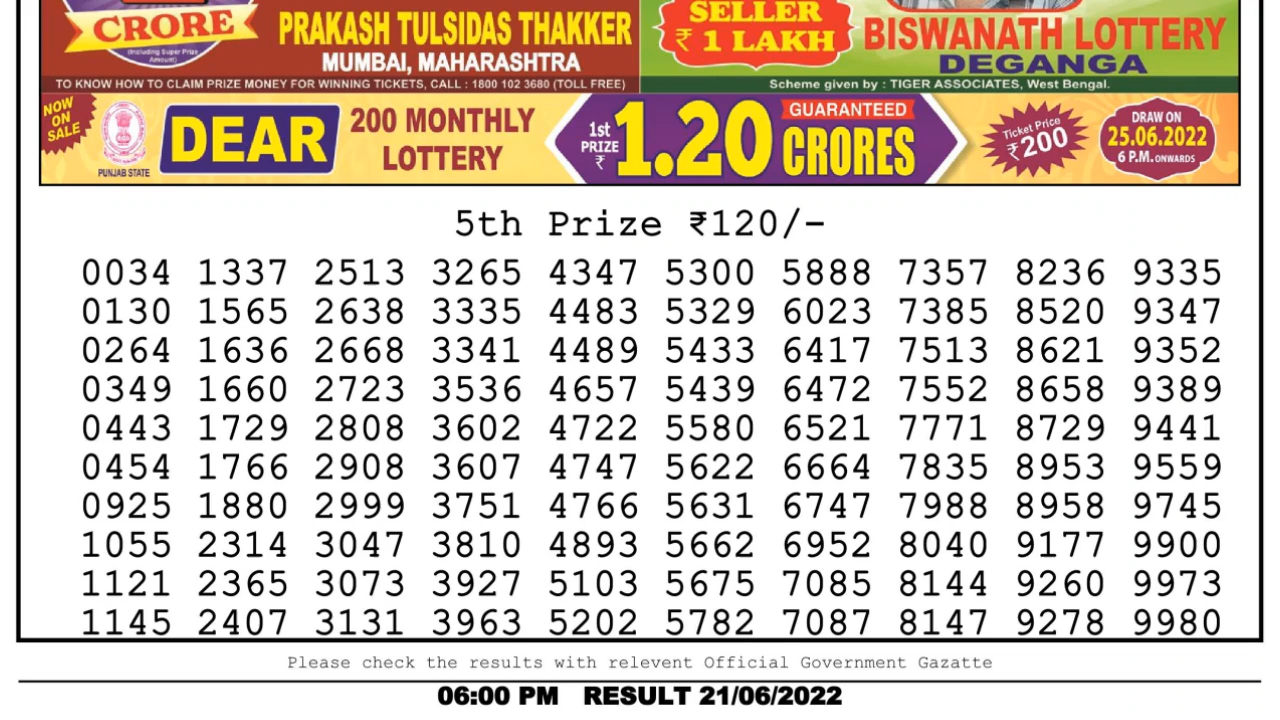 CRORE
(Including Super Prize
Amount)
PRAKASH TULSIDAS THAKKER
MUMBAI, MAHARASHTRA
TO KNOW HOW TO CLAIM PRIZE MONEY FOR WINNING TICKETS, CALL : 1800 102 3680 (TOLL FREE)
SELLER
₹ 1 LAKH
BISWANATH LOTTERY
DEGANGA
Scheme given by : TIGER ASSOCIATES, West Bengal.
NOW
ON
SALE
PUNJAB STATE
DEAR
200 MONTHLY
LOTTERY
1st
PRIZE
₹
1.20
GUARANTEED
CRORES
Ticket Price
₹200
DRAW ON
25.06.2022
6 P.M. ONWARDS
5th Prize ₹120/-
0034 1337 2513 3265 4347 5300 5888 7357 8236 9335
0130 1565 2638 3335 4483 5329 6023 7385 8520 9347
0264 1636 2668 3341 4489 5433 6417 7513 8621 9352
0349 1660 2723 3536 4657 5439 6472 7552 8658 9389
0443 1729 2808 3602 4722 5580 6521 7771 8729 9441
0454 1766 2908 3607 4747 5622 6664 7835 8953 9559
0925 1880 2999 3751 4766 5631 6747 7988 8958 9745
1055 2314 3047 3810 4893 5662 6952 8040 9177 9900
1121 2365 3073 3927 5103 5675 7085 8144 9260 9973
1145 2407 3131 3963 5202 5782 7087 8147 9278 9980
Please check the results with relevent Official Government Gazatte
06:00 PM RESULT 21/06/2022